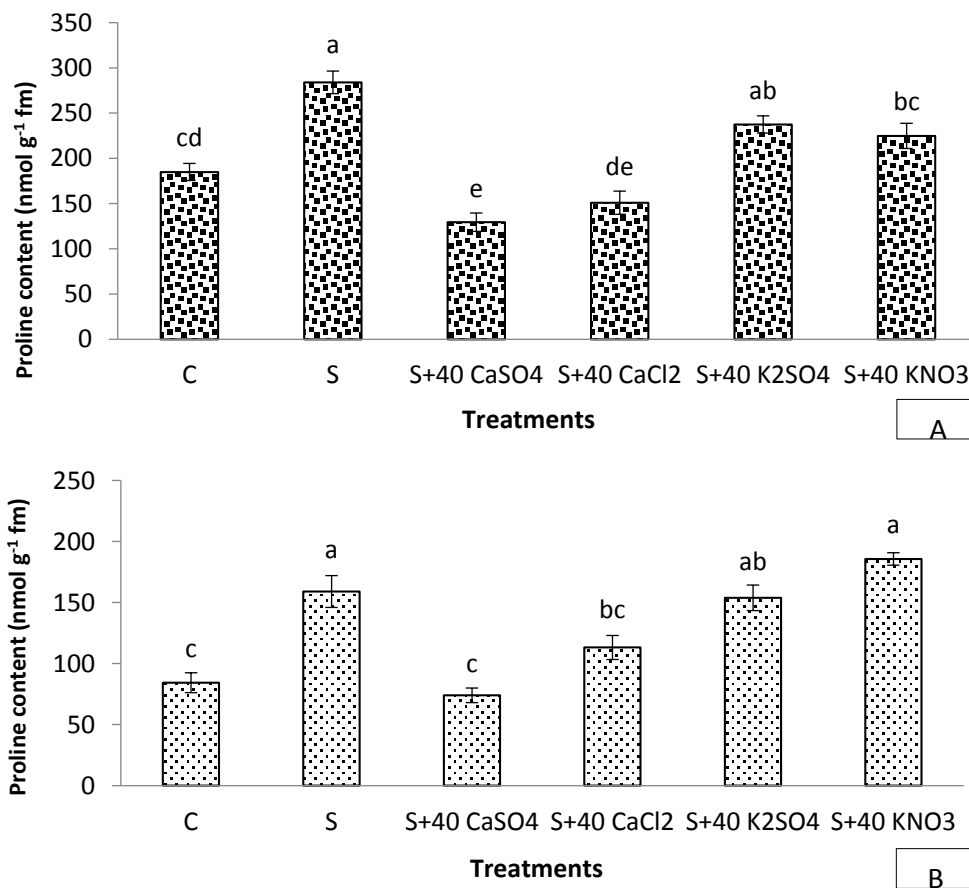 Proline content (nmol g⁻¹ fm)
350
300
250
200
150
100
50
0
cd
a
e
de
ab
bc
C S S+40 CaSO4 S+40 CaCl2 S+40 K2SO4 S+40 KNO3
Treatments
A
Proline content (nmol g⁻¹ fm)
250
200
150
100
50
0
c
a
c
bc
ab
a
C S S+40 CaSO4 S+40 CaCl2 S+40 K2SO4 S+40 KNO3
Treatments
B